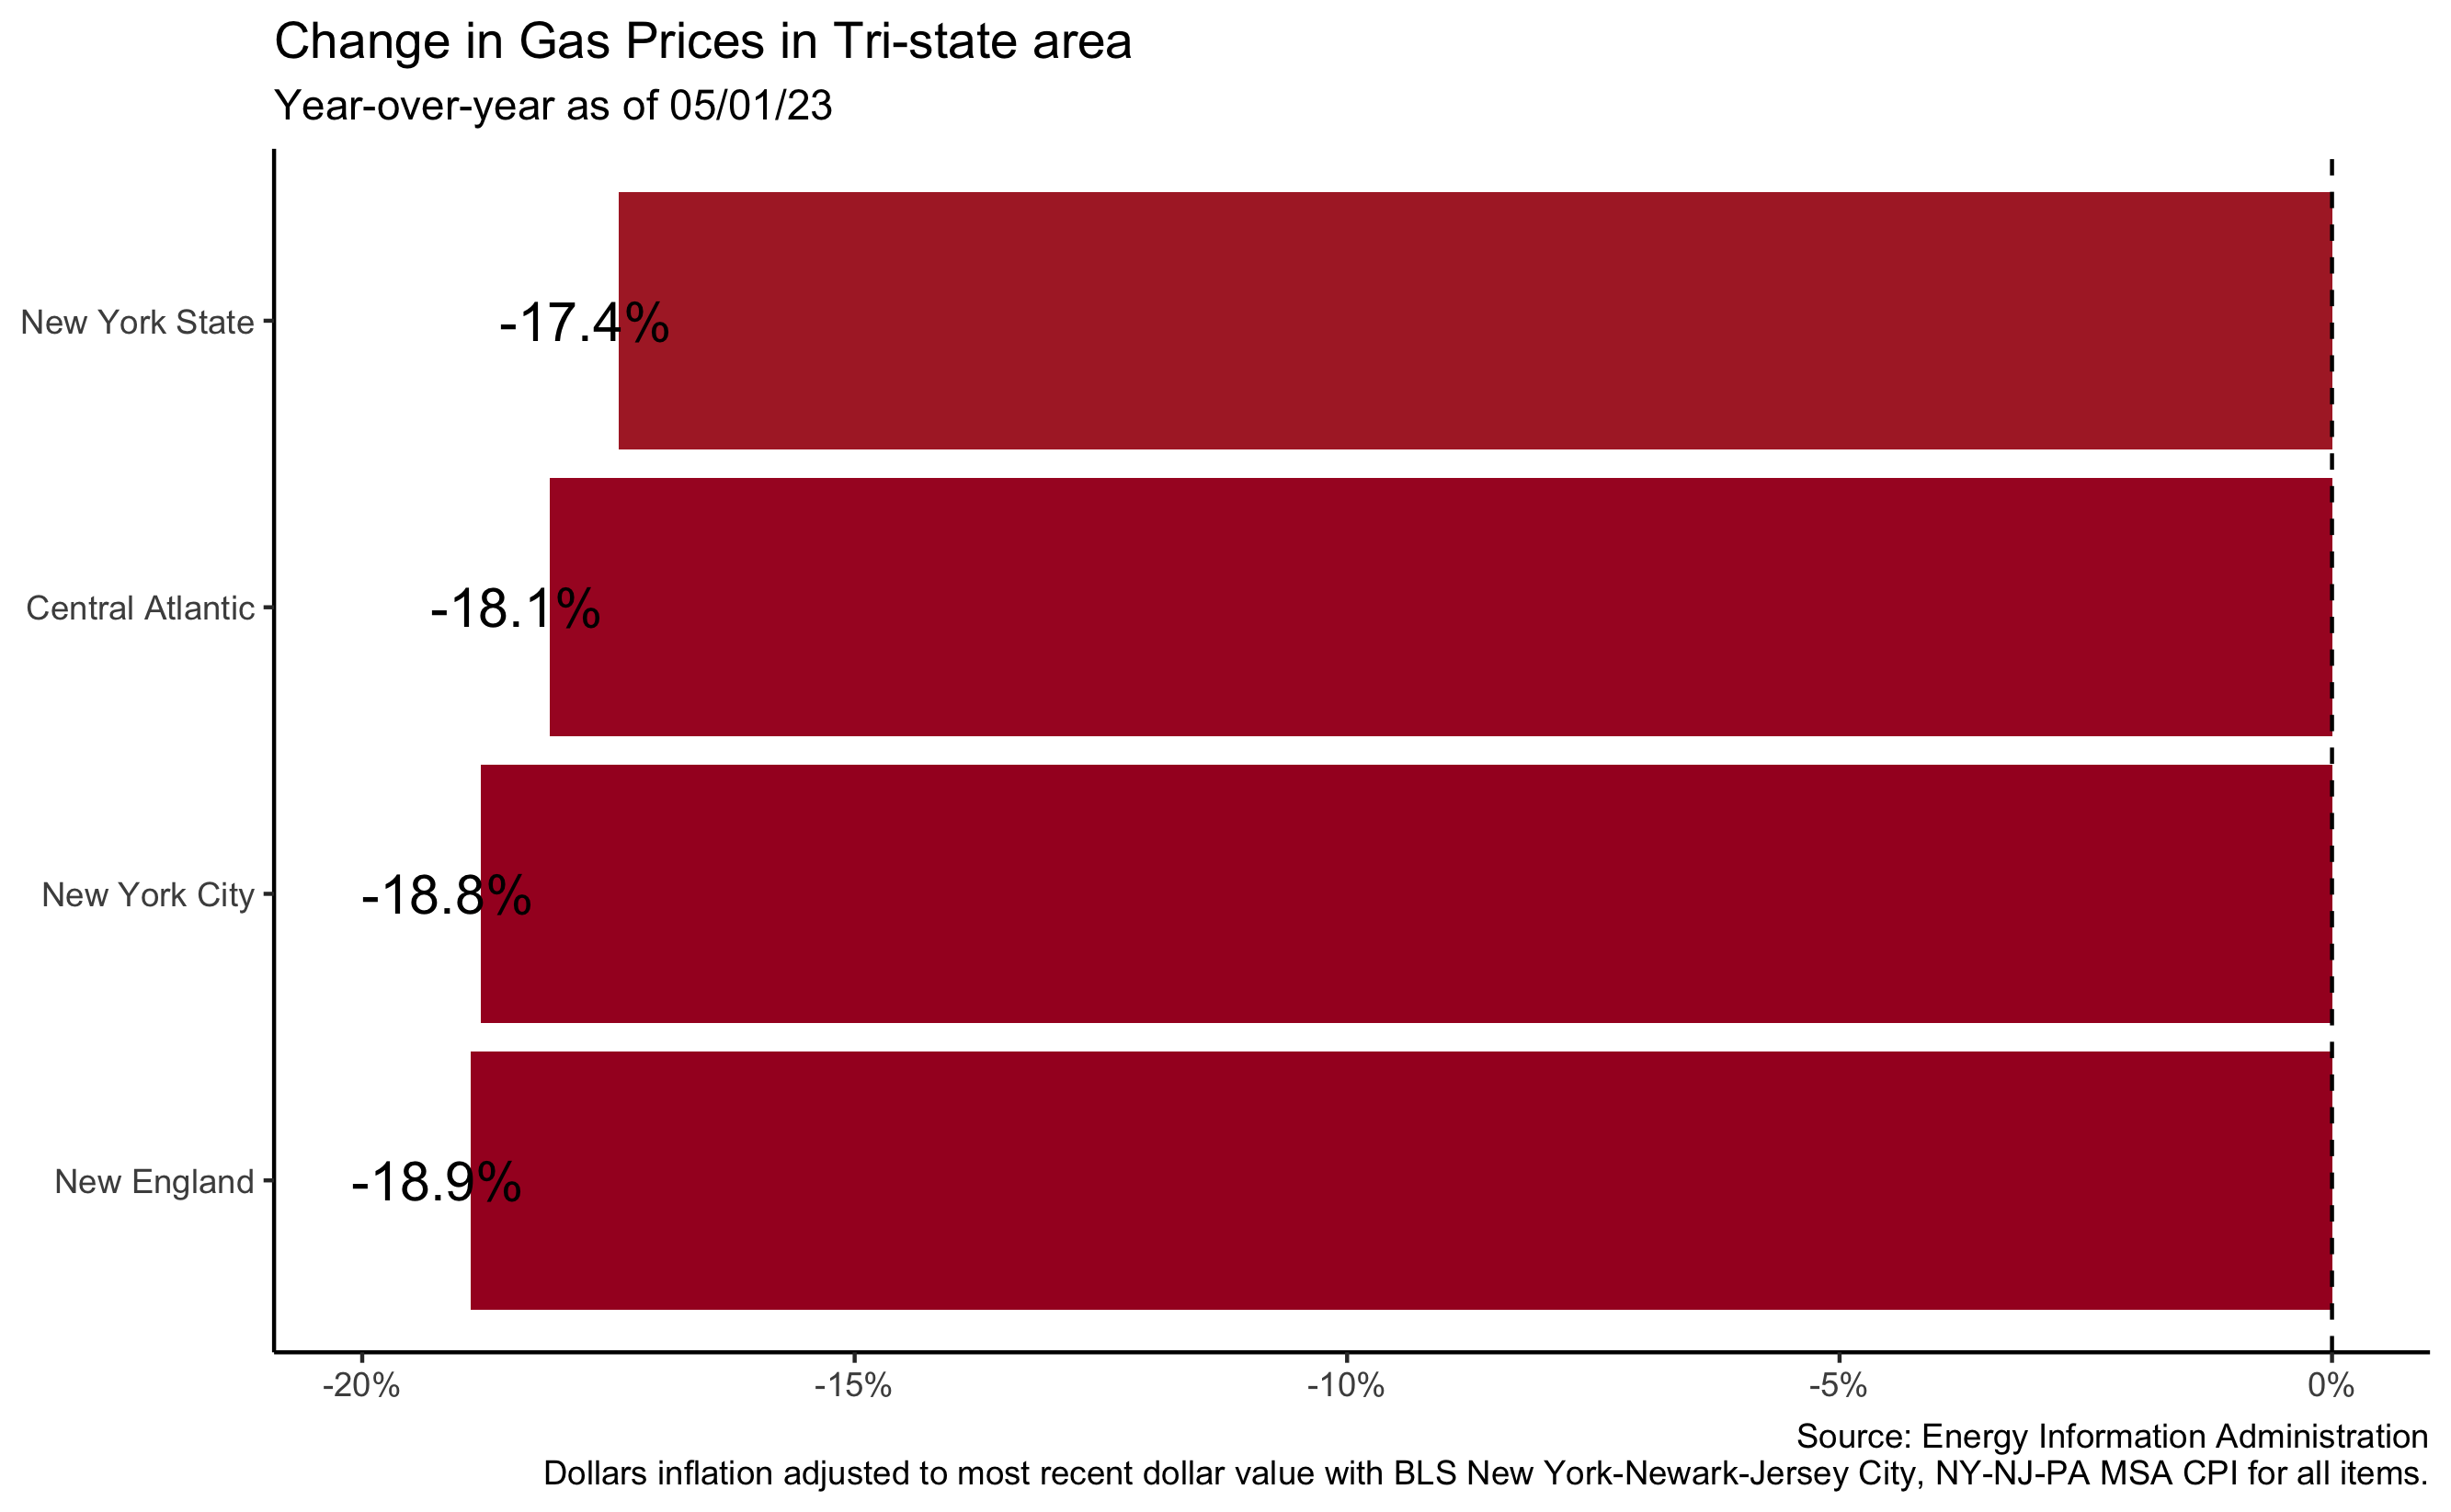 Change in Gas Prices in Tri-state area
Year-over-year as of 05/01/23
New York State
-17.4%
Central Atlantic
-18.1%
New York City
-18.8%
New England
-18.9%
-20%
-15%
-10%
-5%
0%
Source: Energy Information Administration
Dollars inflation adjusted to most recent dollar value with BLS New York-Newark-Jersey City, NY-NJ-PA MSA CPI for all items.